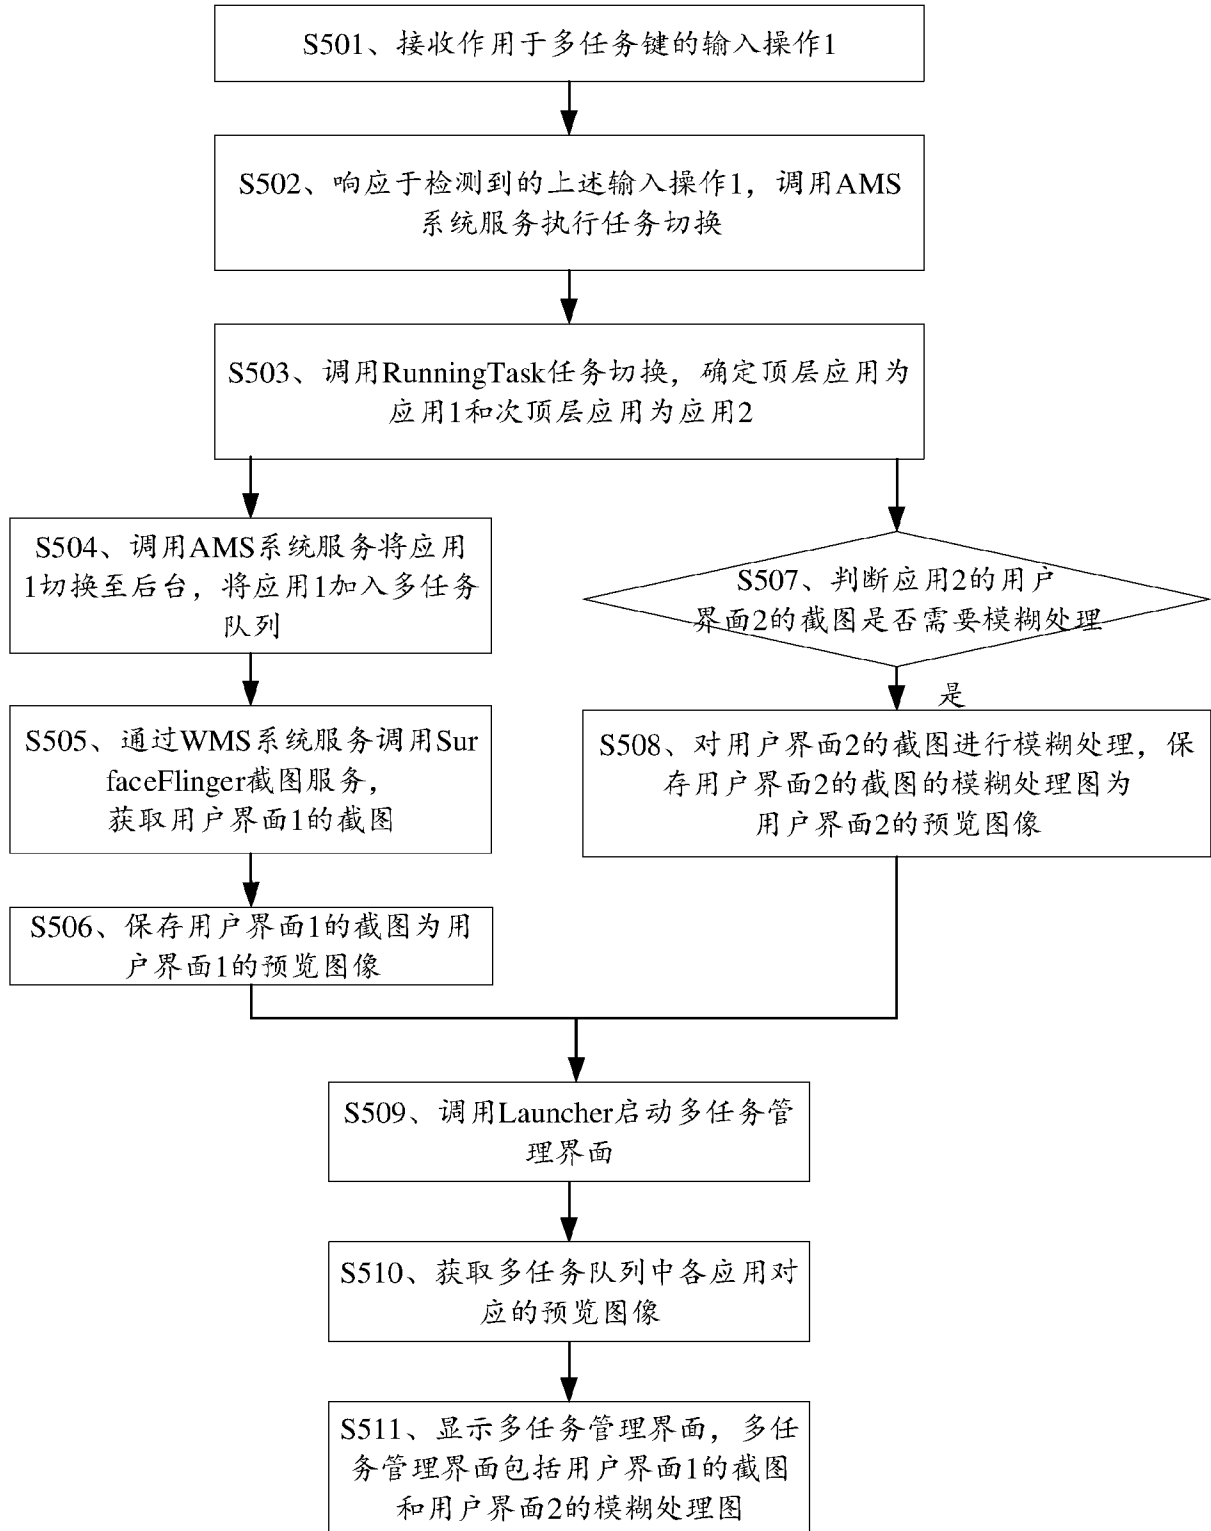 S501、接收作用于多任务键的输入操作1
S502、响应于检测到的上述输入操作1，调用AMS
系统服务执行任务切换
S503、调用RunningTask任务切换，确定顶层应用为
应用1和次顶层应用为应用2
S504、调用AMS系统服务将应用
1切换至后台，将应用1加入多任务
队列
S505、通过WMS系统服务调用Sur
faceFlinger截图服务，
获取用户界面1的截图
S506、保存用户界面1的截图为用
户界面1的预览图像
S507、判断应用2的用户
界面2的截图是否需要模糊处理
是
S508、对用户界面2的截图进行模糊处理，保
存用户界面2的截图的模糊处理图为
用户界面2的预览图像
S509、调用Launcher启动多任务管
理界面
S510、获取多任务队列中各应用对
应的预览图像
S511、显示多任务管理界面，多任
务管理界面包括用户界面1的截图
和用户界面2的模糊处理图